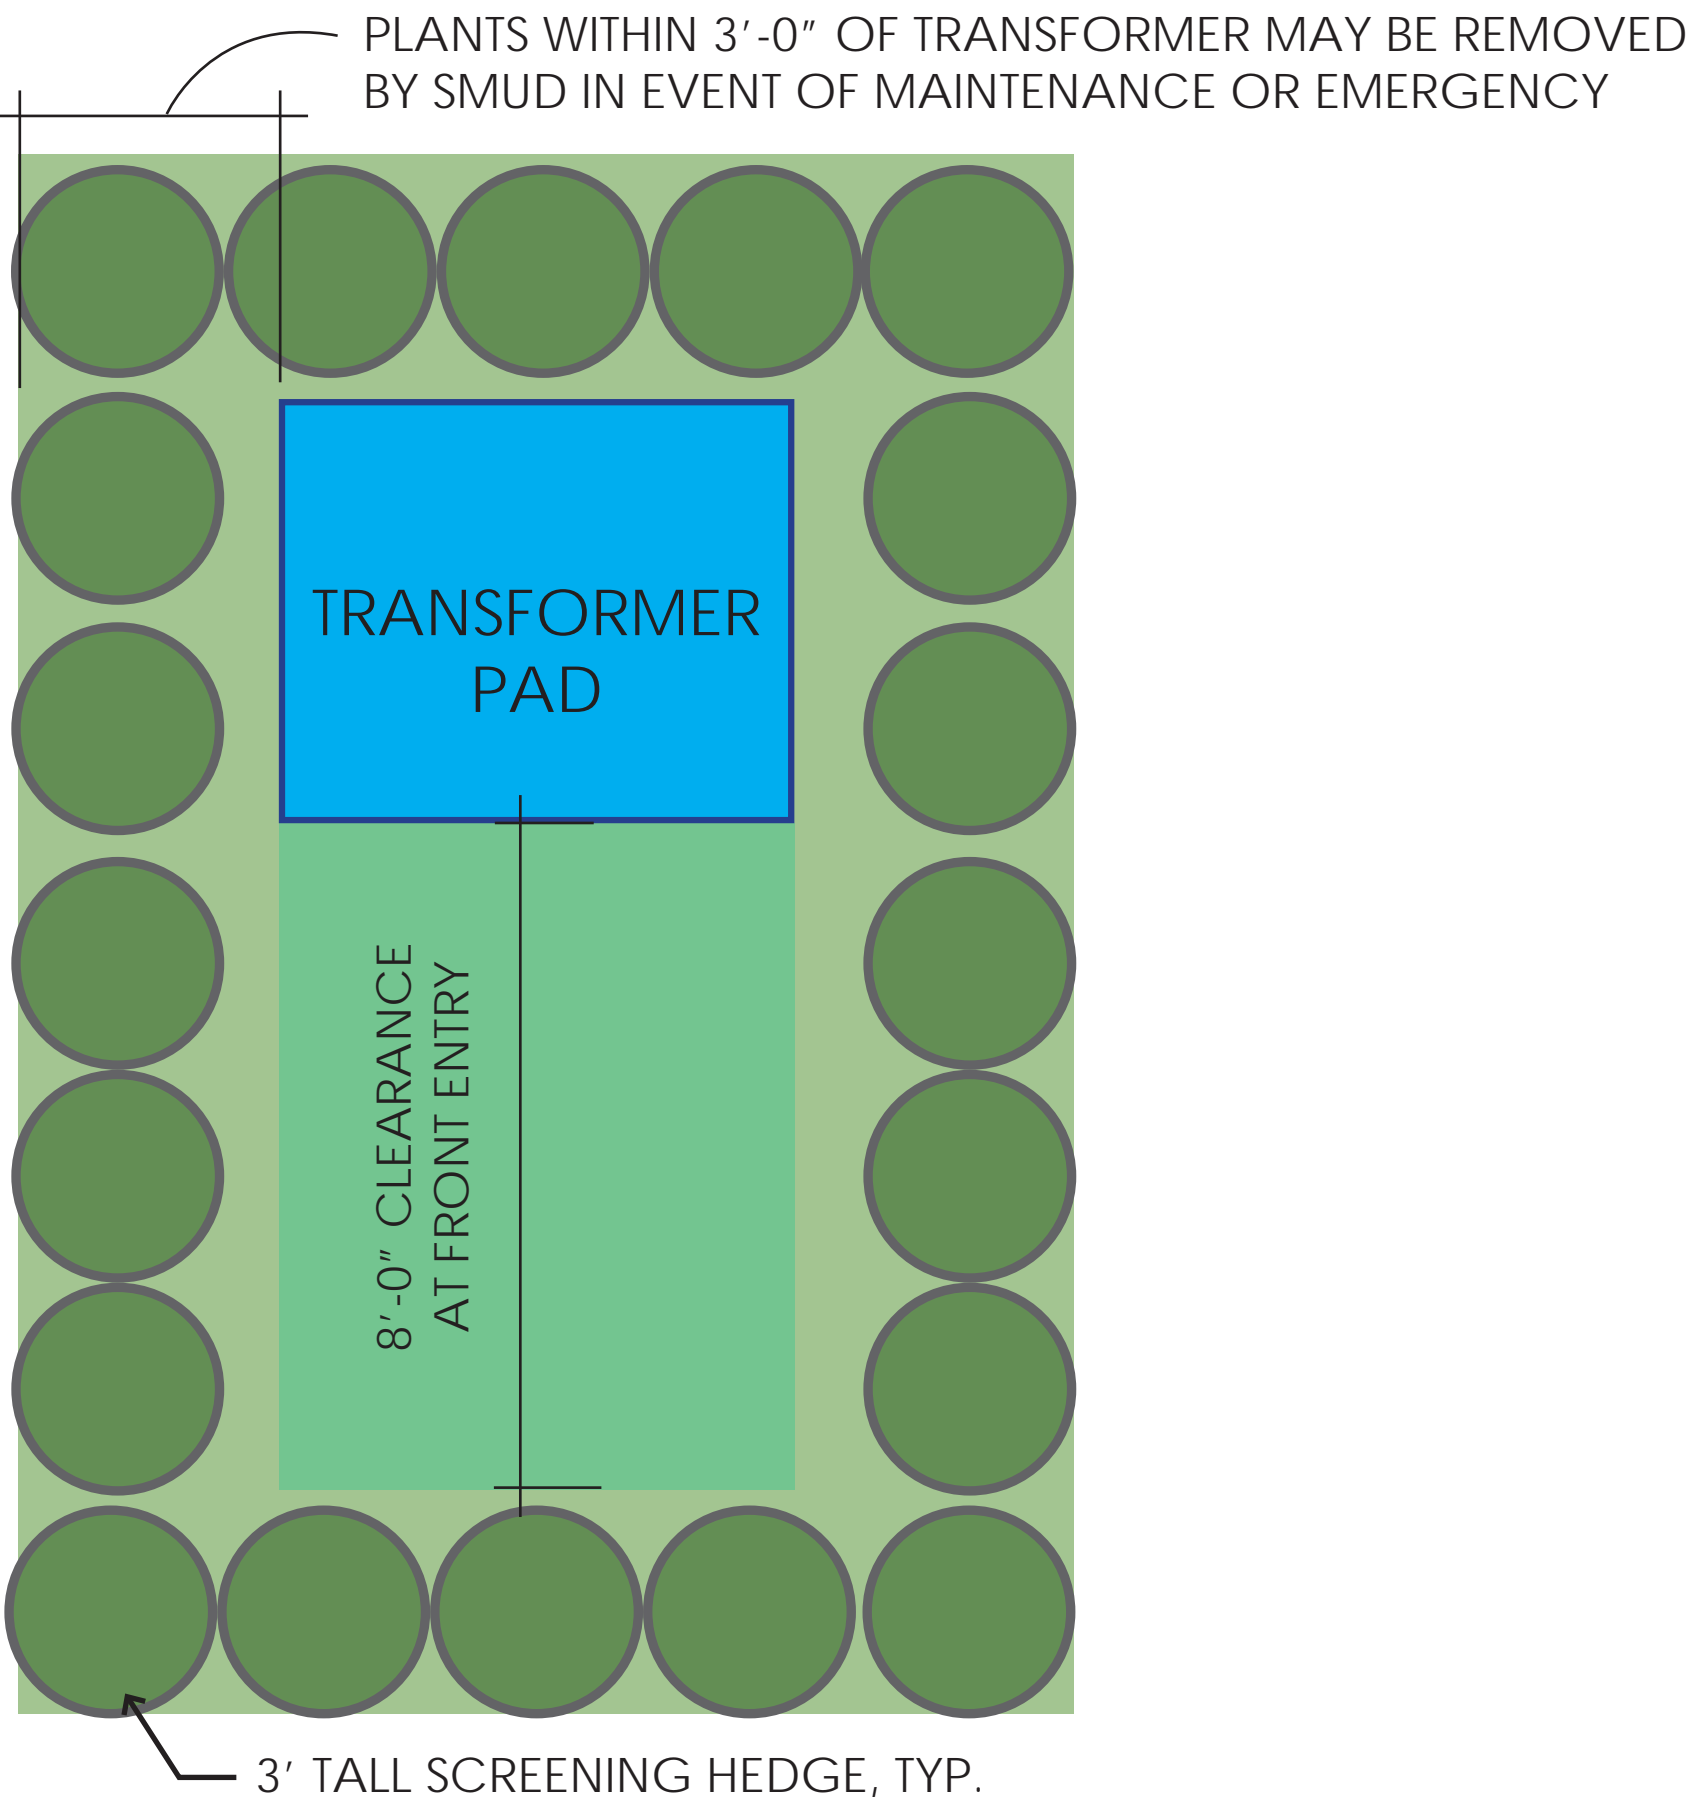 PLANTS WITHIN 3'-0" OF TRANSFORMER MAY BE REMOVED
BY SMUD IN EVENT OF MAINTENANCE OR EMERGENCY
TRANSFORMER
PAD
8'-0" CLEARANCE
AT FRONT ENTRY
3' TALL SCREENING HEDGE, TYP.